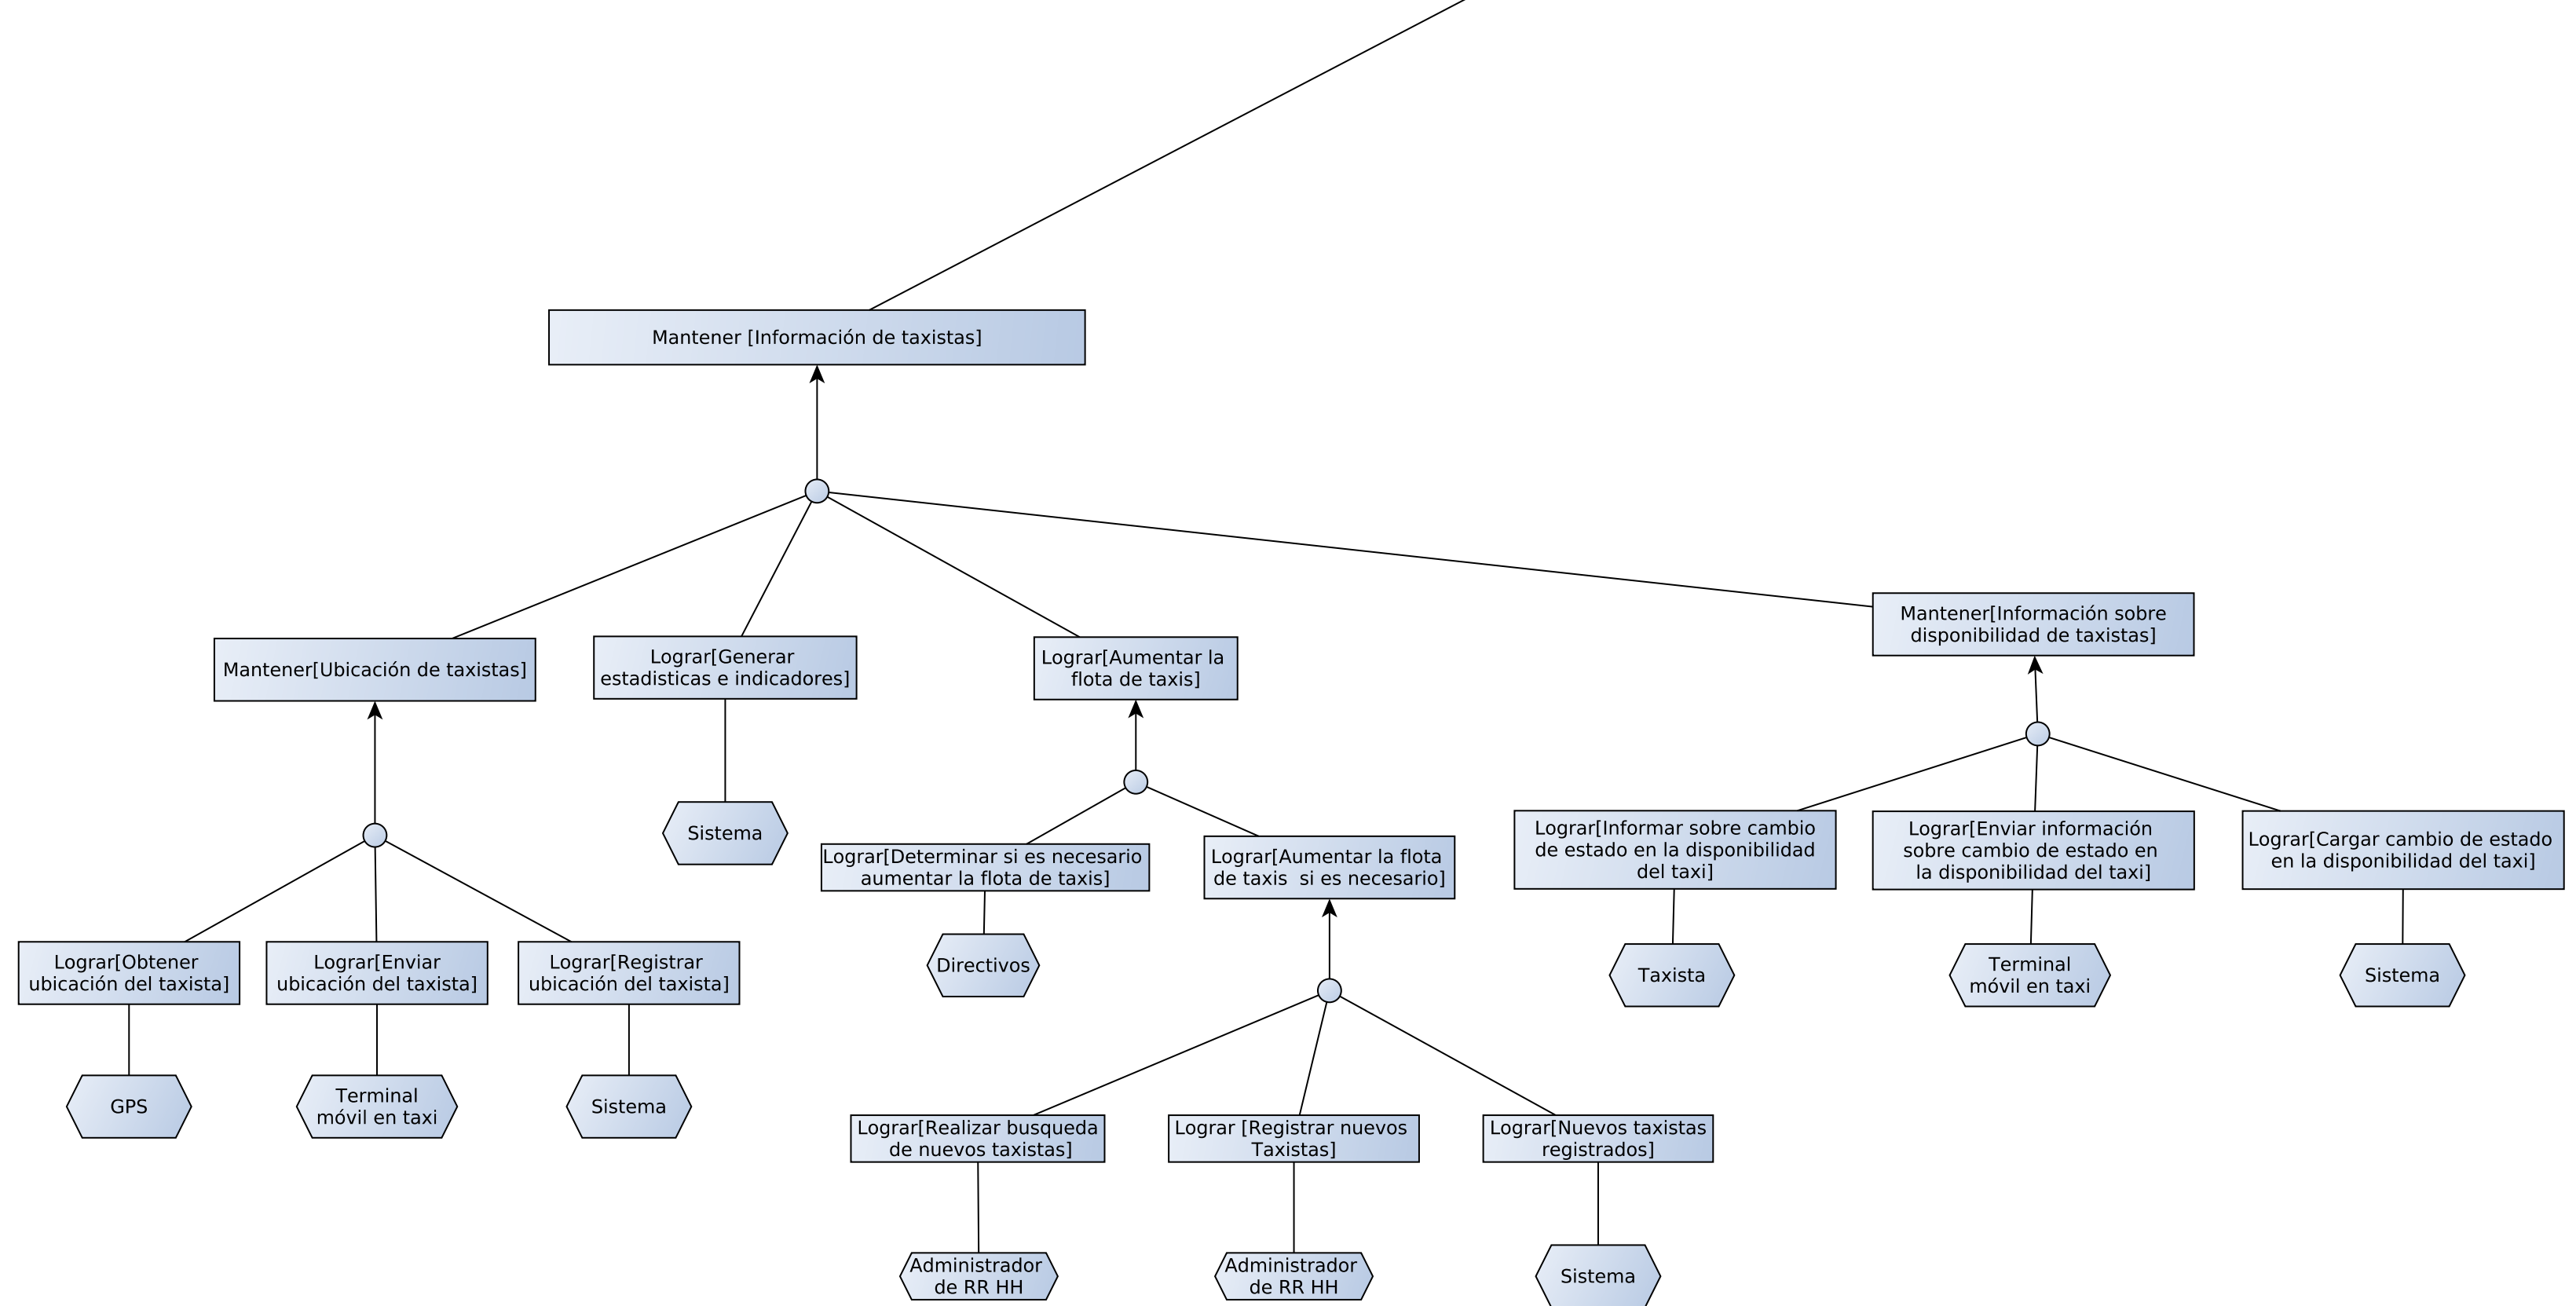 Mantener [Información de taxistas]
Mantener[Ubicación de taxistas]
Lograr[Generar
estadisticas e indicadores]
Lograr[Aumentar la
flota de taxis]
Mantener[Información sobre
disponibilidad de taxistas]
Sistema
Lograr[Determinar si es necesario
aumentar la flota de taxis]
Lograr[Aumentar la flota
de taxis  si es necesario]
Lograr[Informar sobre cambio
de estado en la disponibilidad
del taxi]
Lograr[Enviar información
sobre cambio de estado en
la disponibilidad del taxi]
Lograr[Cargar cambio de estado
en la disponibilidad del taxi]
Lograr[Obtener
ubicación del taxista]
Lograr[Enviar
ubicación del taxista]
Lograr[Registrar
ubicación del taxista]
Directivos
Taxista
Terminal
móvil en taxi
Sistema
GPS
Terminal
móvil en taxi
Sistema
Lograr[Realizar busqueda
de nuevos taxistas]
Lograr [Registrar nuevos
Taxistas]
Lograr[Nuevos taxistas
registrados]
Administrador
de RR HH
Administrador
de RR HH
Sistema